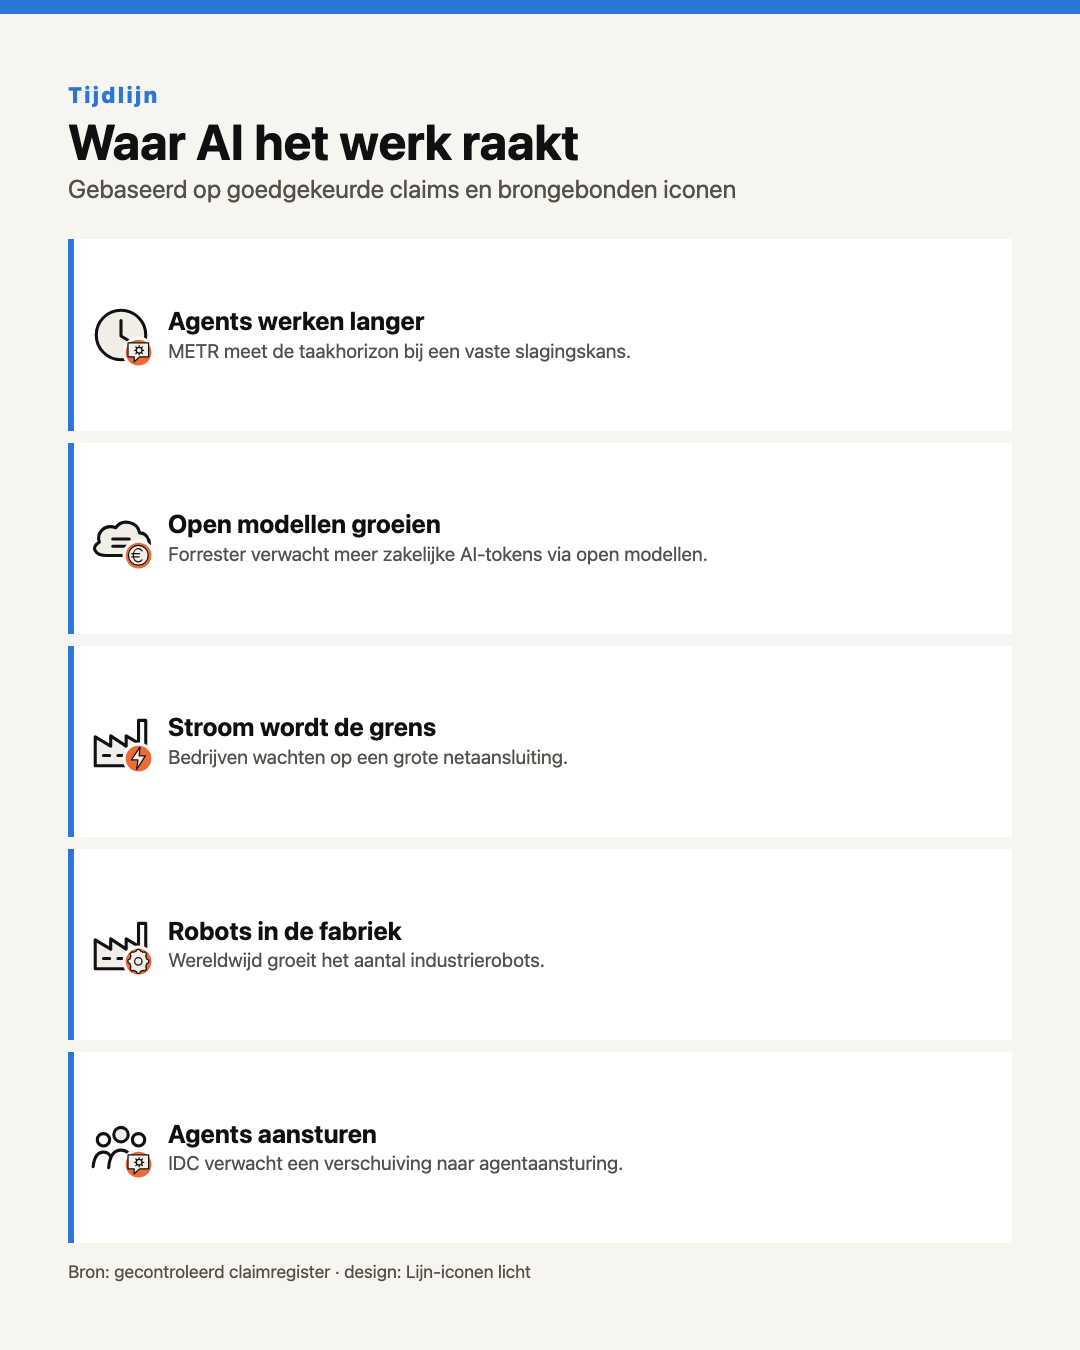 Tijdlijn
Waar AI het werk raakt
Gebaseerd op goedgekeurde claims en brongebonden iconen
Agents werken langer
METR meet de taakhorizon bij een vaste slagingskans.
Open modellen groeien
Forrester verwacht meer zakelijke AI-tokens via open modellen.
€
Stroom wordt de grens
Bedrijven wachten op een grote netaansluiting.
Robots in de fabriek
Wereldwijd groeit het aantal industrierobots.
Agents aansturen
IDC verwacht een verschuiving naar agentaansturing.
Bron: gecontroleerd claimregister · design: Lijn-iconen licht